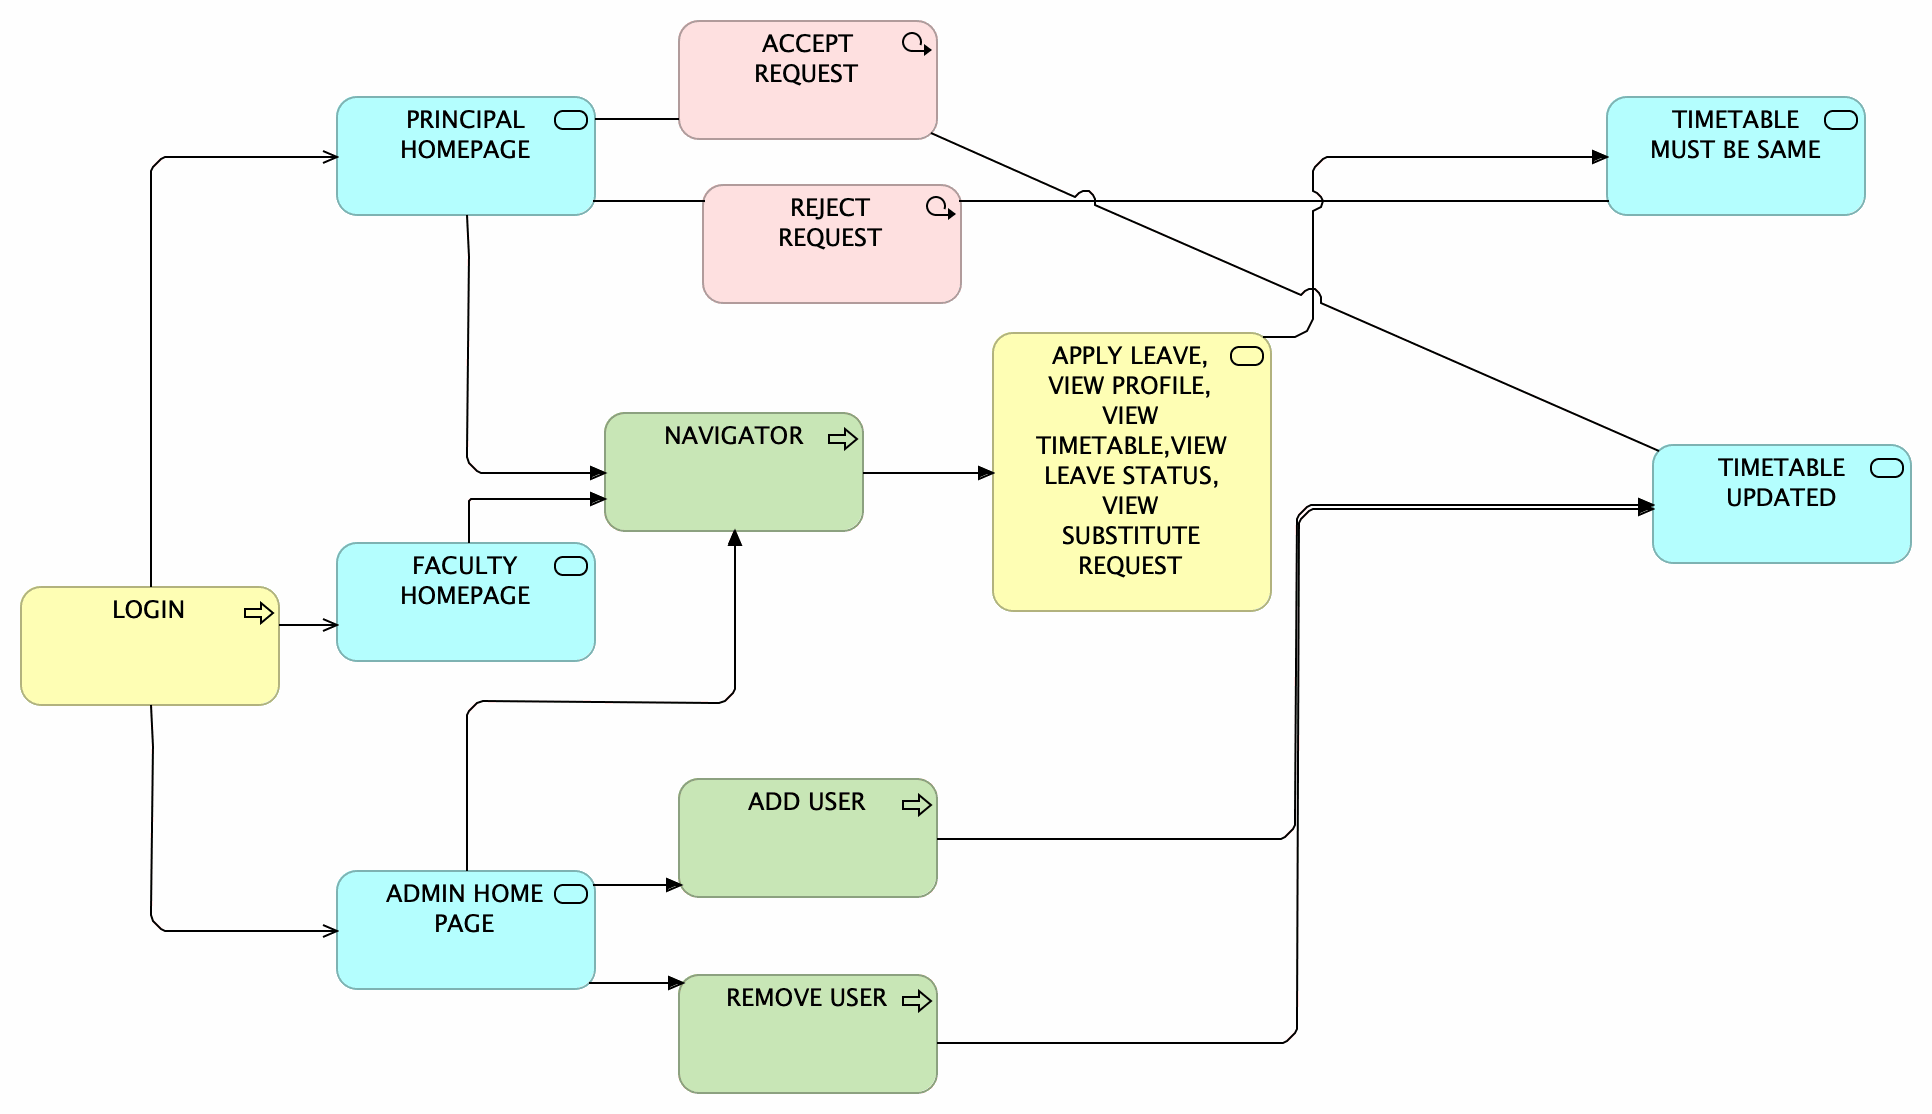 ACCEPT
REQUEST
PRINCIPAL
HOMEPAGE
TIMETABLE
MUST BE SAME
REJECT
REQUEST
APPLY LEAVE,
VIEW PROFILE,
VIEW
TIMETABLE,VIEW
LEAVE STATUS,
VIEW
SUBSTITUTE
REQUEST
NAVIGATOR
TIMETABLE
UPDATED
FACULTY
HOMEPAGE
LOGIN
ADD USER
ADMIN HOME
PAGE
REMOVE USER